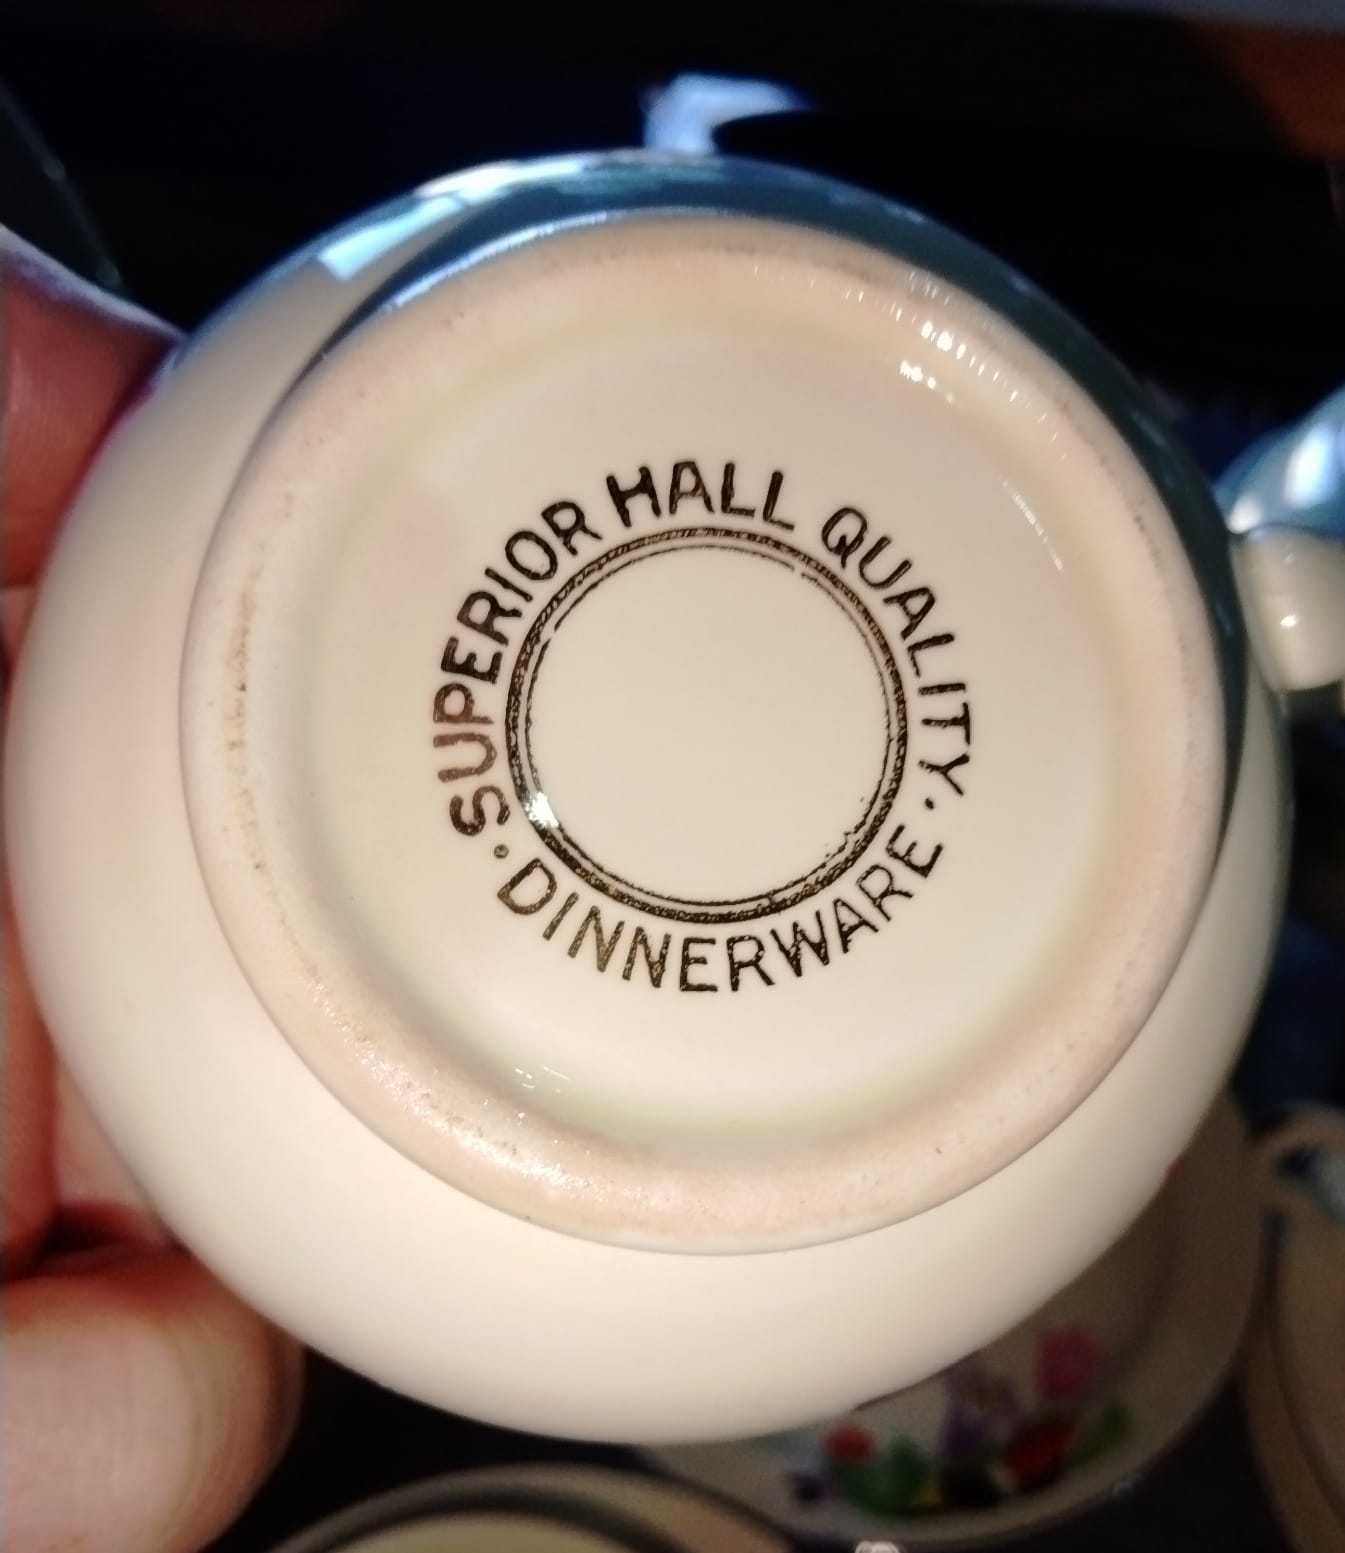 SUPERIOR HALL QUALITY
· DINNERWARE ·